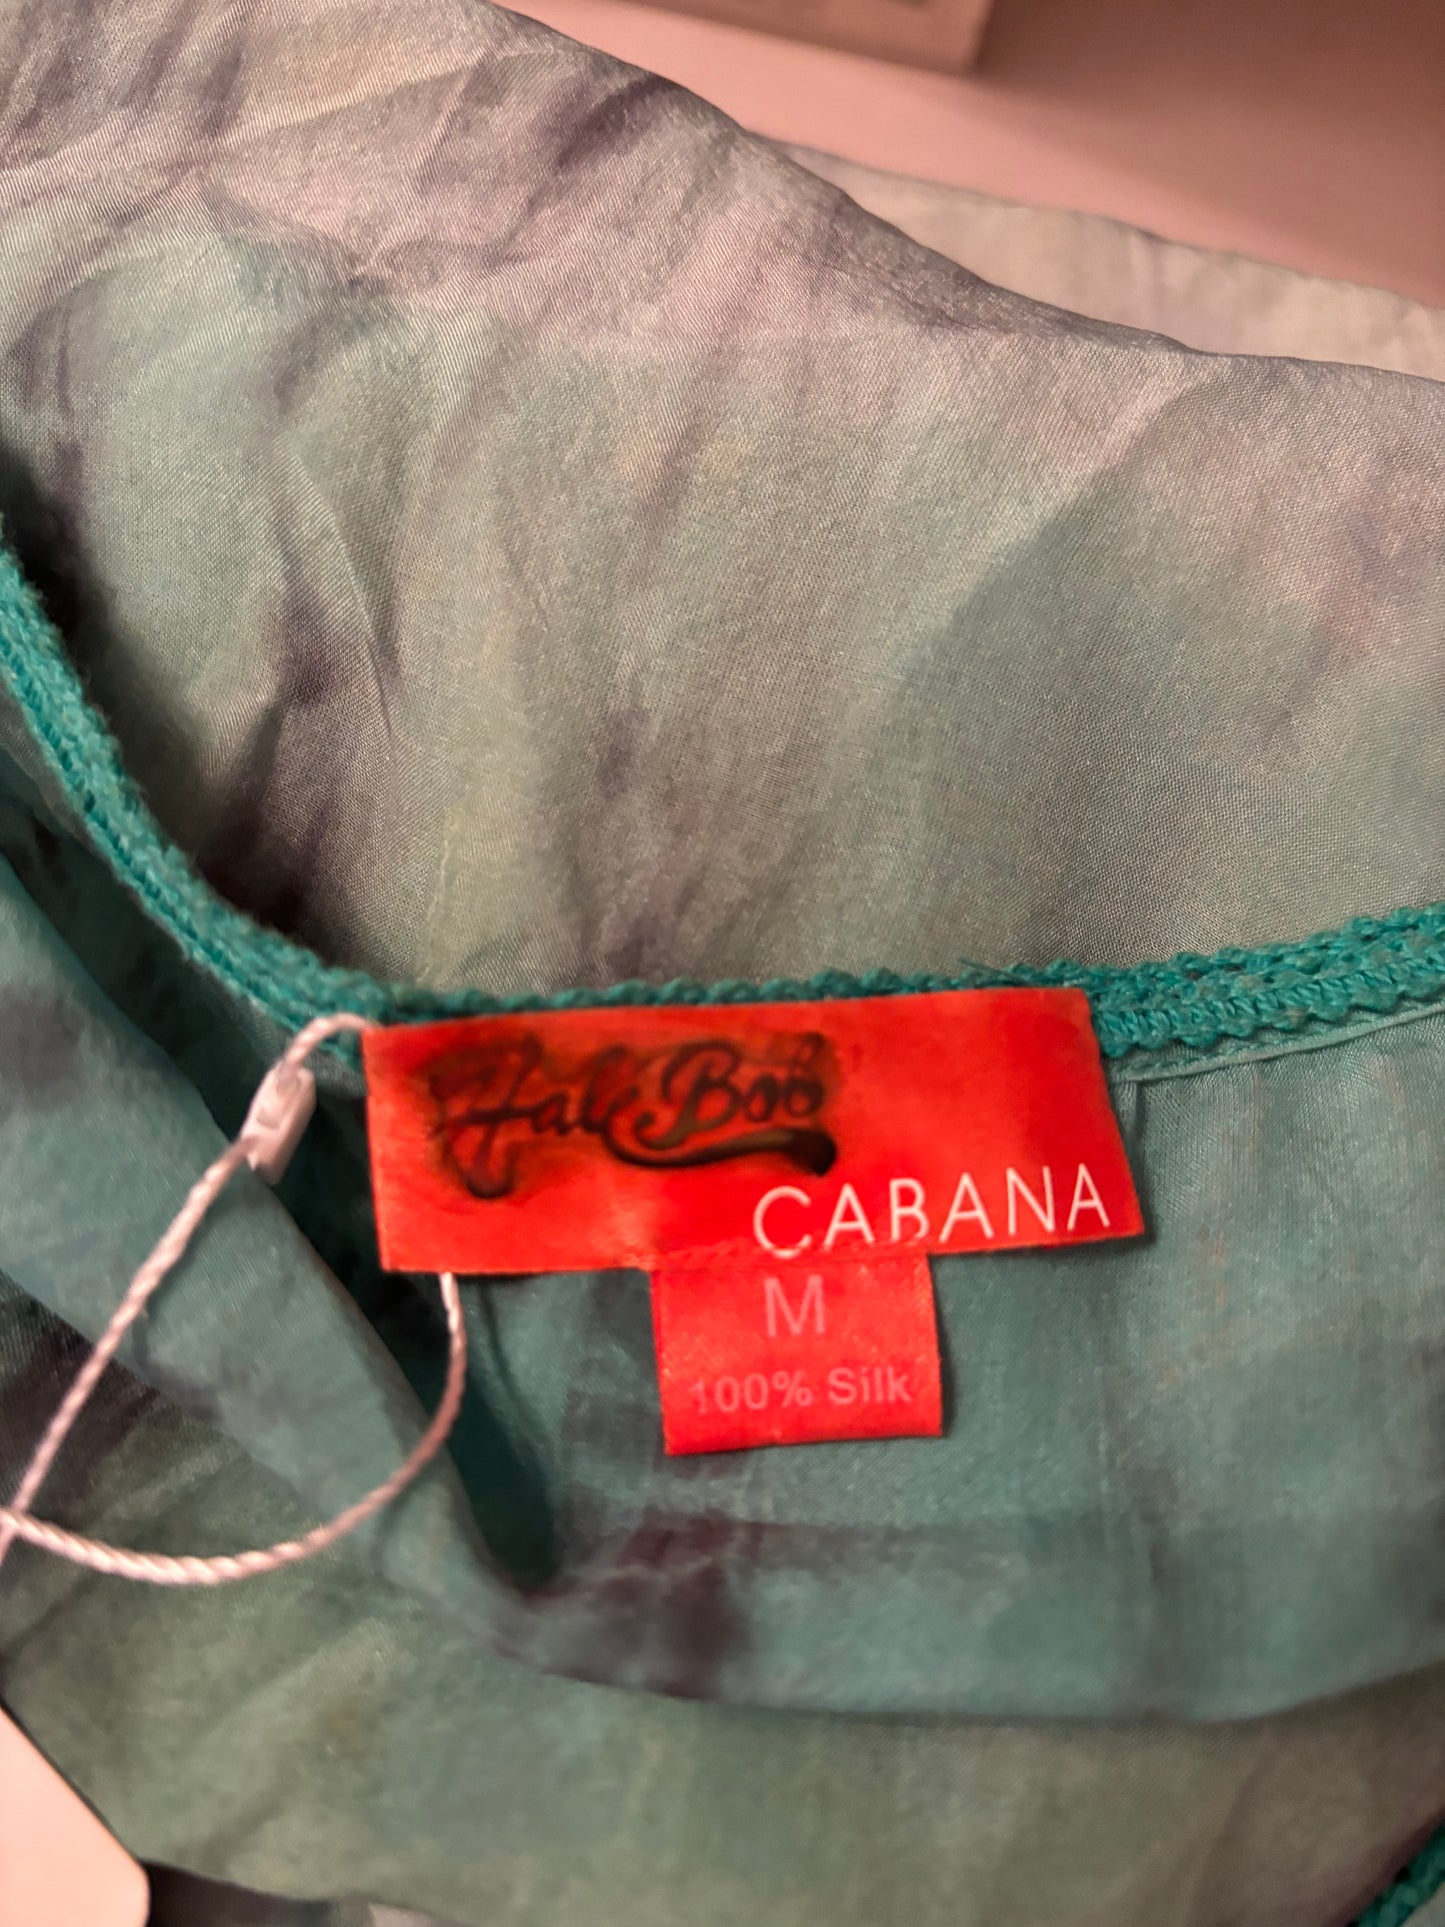 Hale Bob
CABANA
M
100% Silk